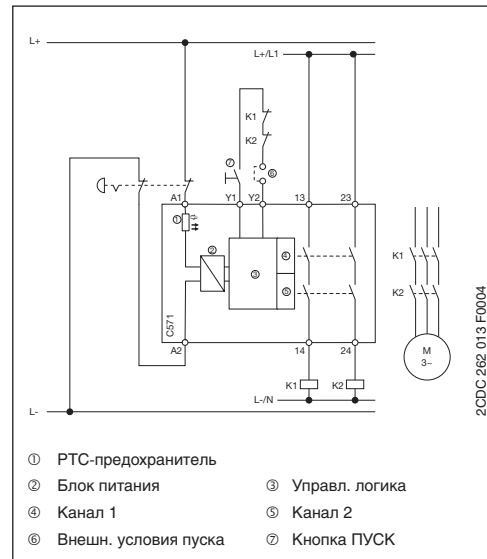 L+
L+/L1
K1
K2
⑦
⑥
A1 Y1 Y2 13 23
①
②
③
④
⑤
K1
K2
M
3~
C571
A2 14 24
K1 K2
L-/N
L-
2CDC 262 013 F0004
① PTC-предохранитель
② Блок питания ③ Управл. логика
④ Канал 1 ⑤ Канал 2
⑥ Внешн. условия пуска ⑦ Кнопка ПУСК